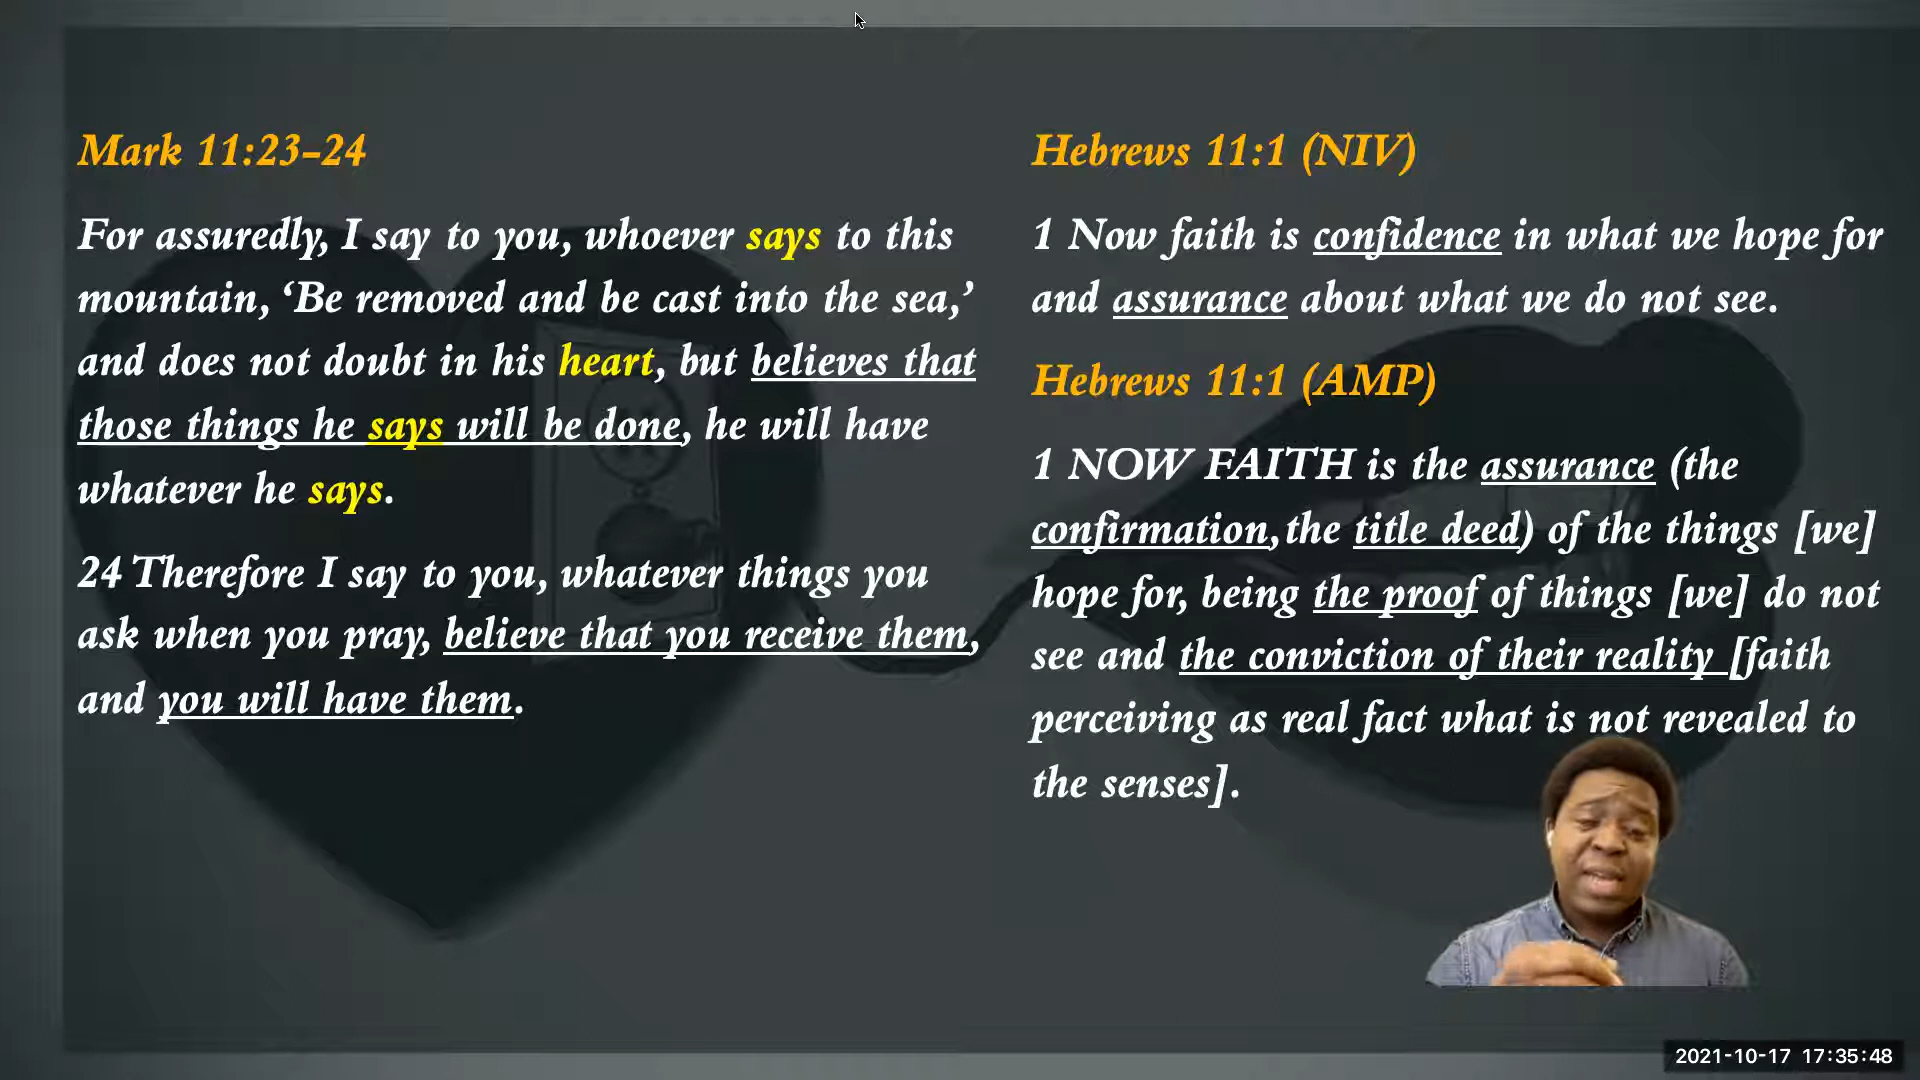 Mark 11:23-24
For assuredly, I say to you, whoever says to this
mountain, ‘Be removed and be cast into the sea,’
and does not doubt in his heart, but believes that
those things he says will be done, he will have
whatever he says.
24 Therefore I say to you, whatever things you
ask when you pray, believe that you receive them,
and you will have them.
Hebrews 11:1 (NIV)
1 Now faith is confidence in what we hope for
and assurance about what we do not see.
Hebrews 11:1 (AMP)
1 NOW FAITH is the assurance (the
confirmation, the title deed) of the things [we]
hope for, being the proof of things [we] do not
see and the conviction of their reality [faith
perceiving as real fact what is not revealed to
the senses].
2021-10-17 17:35:48